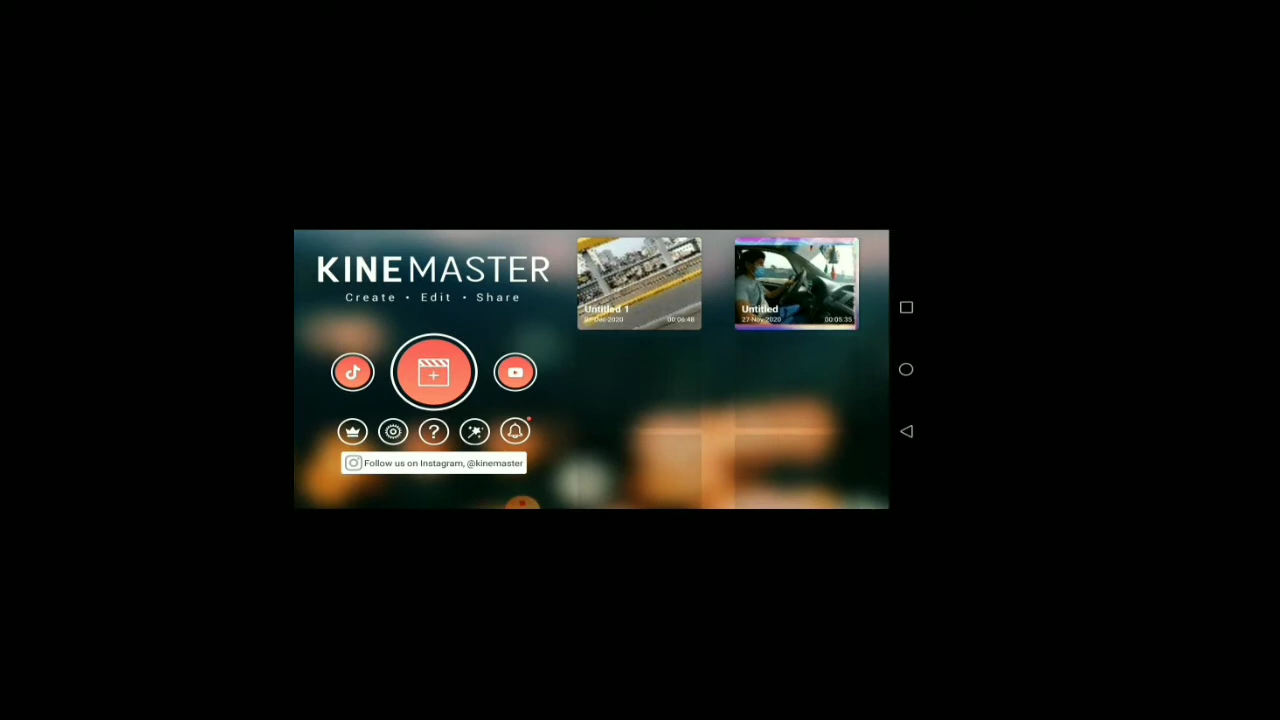 KINEMASTER
Create • Edit • Share
Follow us on Instagram, @kinemaster
Untitled 1
00:06:48
Untitled
27 Nov 2020
00:05:35